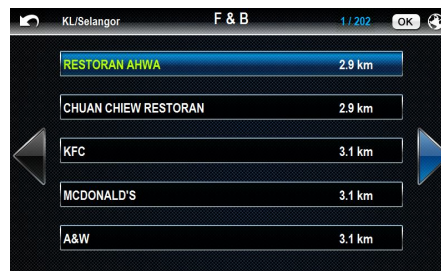 KL/Selangor F & B 1 / 202 OK
RESTORAN AHWA 2.9 km
CHUAN CHIEW RESTORAN 2.9 km
KFC 3.1 km
MCDONALD'S 3.1 km
A&W 3.1 km